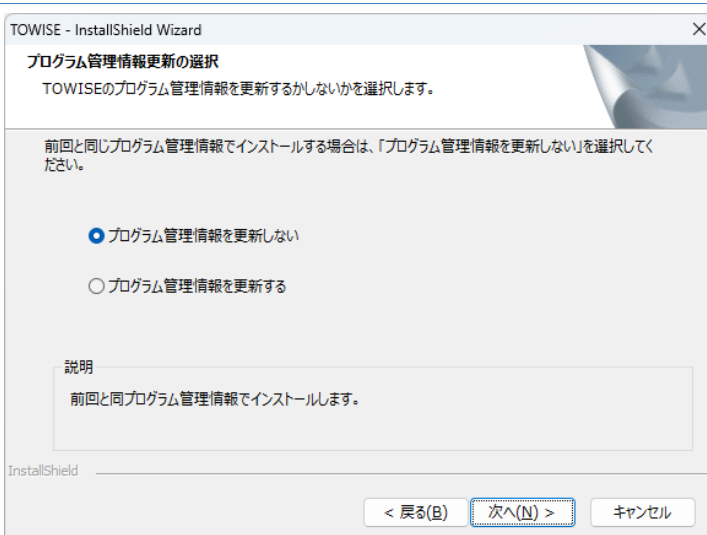 TOWISE - InstallShield Wizard
プログラム管理情報更新の選択
TOWISEのプログラム管理情報を更新するかしないかを選択します。
前回と同じプログラム管理情報でインストールする場合は、「プログラム管理情報を更新しない」を選択してく
ださい。
プログラム管理情報を更新しない
プログラム管理情報を更新する
説明
前回と同プログラム管理情報でインストールします。
InstallShield
< 戻る(B)
次へ(N) >
キャンセル